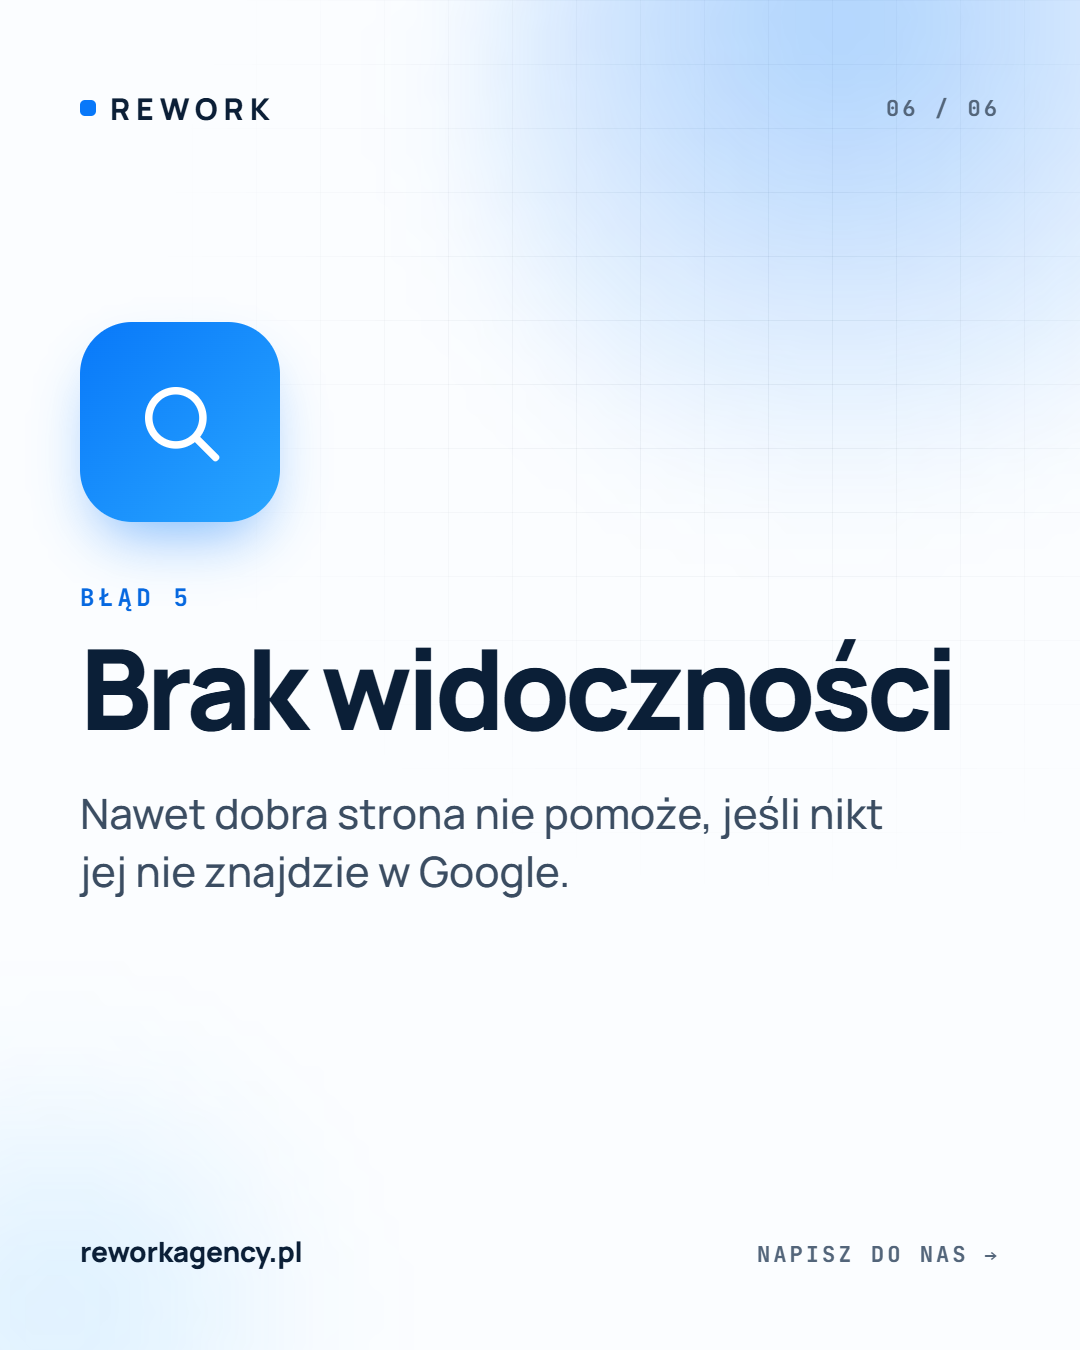 REWORK
06 / 06
BŁĄD 5
Brak widoczności
Nawet dobra strona nie pomoże, jeśli nikt
jej nie znajdzie w Google.
reworkagency.pl
NAPISZ DO NAS →